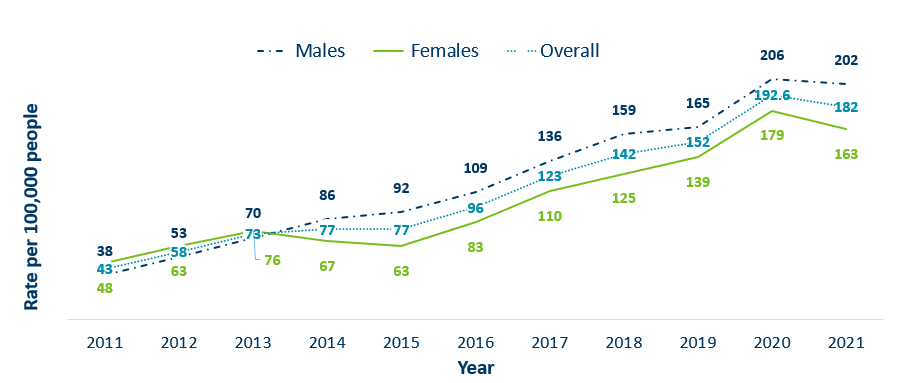 Males Females Overall
Rate per 100,000 people
38 53 70 86 92 109 136 159 165 206 202
43 58 73 77 77 96 123 142 152 192.6 182
48 63 76 67 63 83 110 125 139 179 163
2011 2012 2013 2014 2015 2016 2017 2018 2019 2020 2021
Year